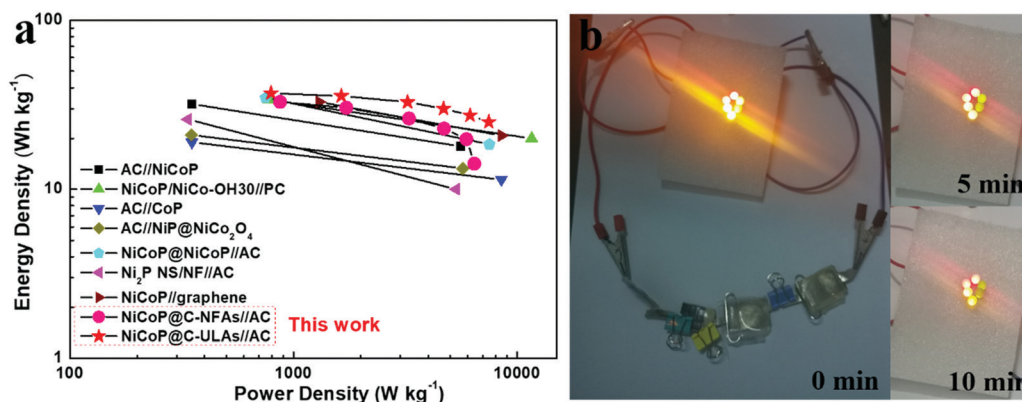 a
Energy Density (Wh kg⁻¹)
100
10
1
AC//NiCoP
NiCoP/NiCo-OH30//PC
AC//CoP
AC//NiP@NiCo₂O₄
NiCoP@NiCoP//AC
Ni₂P NS/NF//AC
NiCoP//graphene
NiCoP@C-NFAs//AC
NiCoP@C-ULAs//AC
This work
100
1000
10000
Power Density (W kg⁻¹)
b
0 min
5 min
10 min